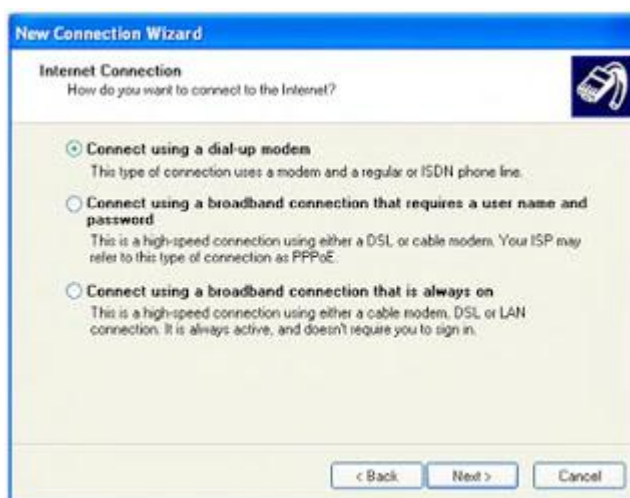 New Connection Wizard
Internet Connection
How do you want to connect to the Internet?
Connect using a dial-up modem
This type of connection uses a modem and a regular or ISDN phone line.
Connect using a broadband connection that requires a user name and
password
This is a high-speed connection using either a DSL or cable modem. Your ISP may
refer to this type of connection as PPPoE.
Connect using a broadband connection that is always on
This is a high-speed connection using either a cable modem, DSL or LAN
connection. It is always active, and doesn't require you to sign in.
< Back
Next >
Cancel